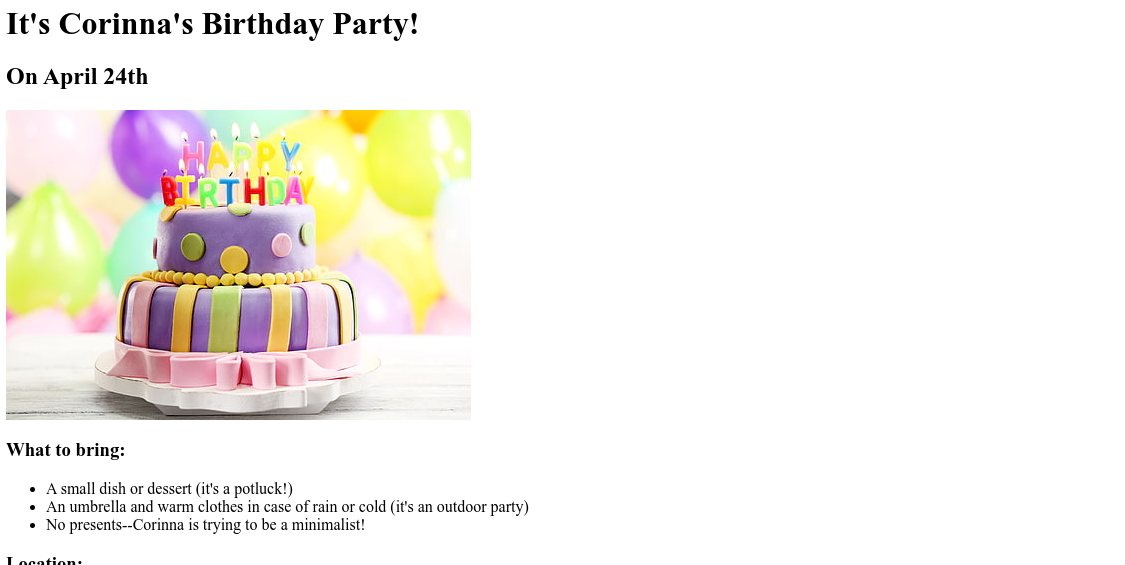 It's Corinna's Birthday Party!
On April 24th
HAPPY
BIRTHDAY
What to bring:
A small dish or dessert (it's a potluck!)
An umbrella and warm clothes in case of rain or cold (it's an outdoor party)
No presents--Corinna is trying to be a minimalist!
Location: